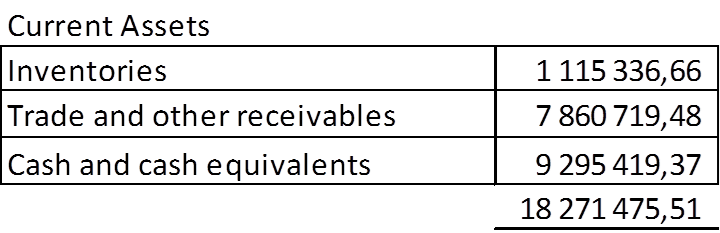 Current Assets
Inventories 1 115 336,66
Trade and other receivables 7 860 719,48
Cash and cash equivalents 9 295 419,37
18 271 475,51